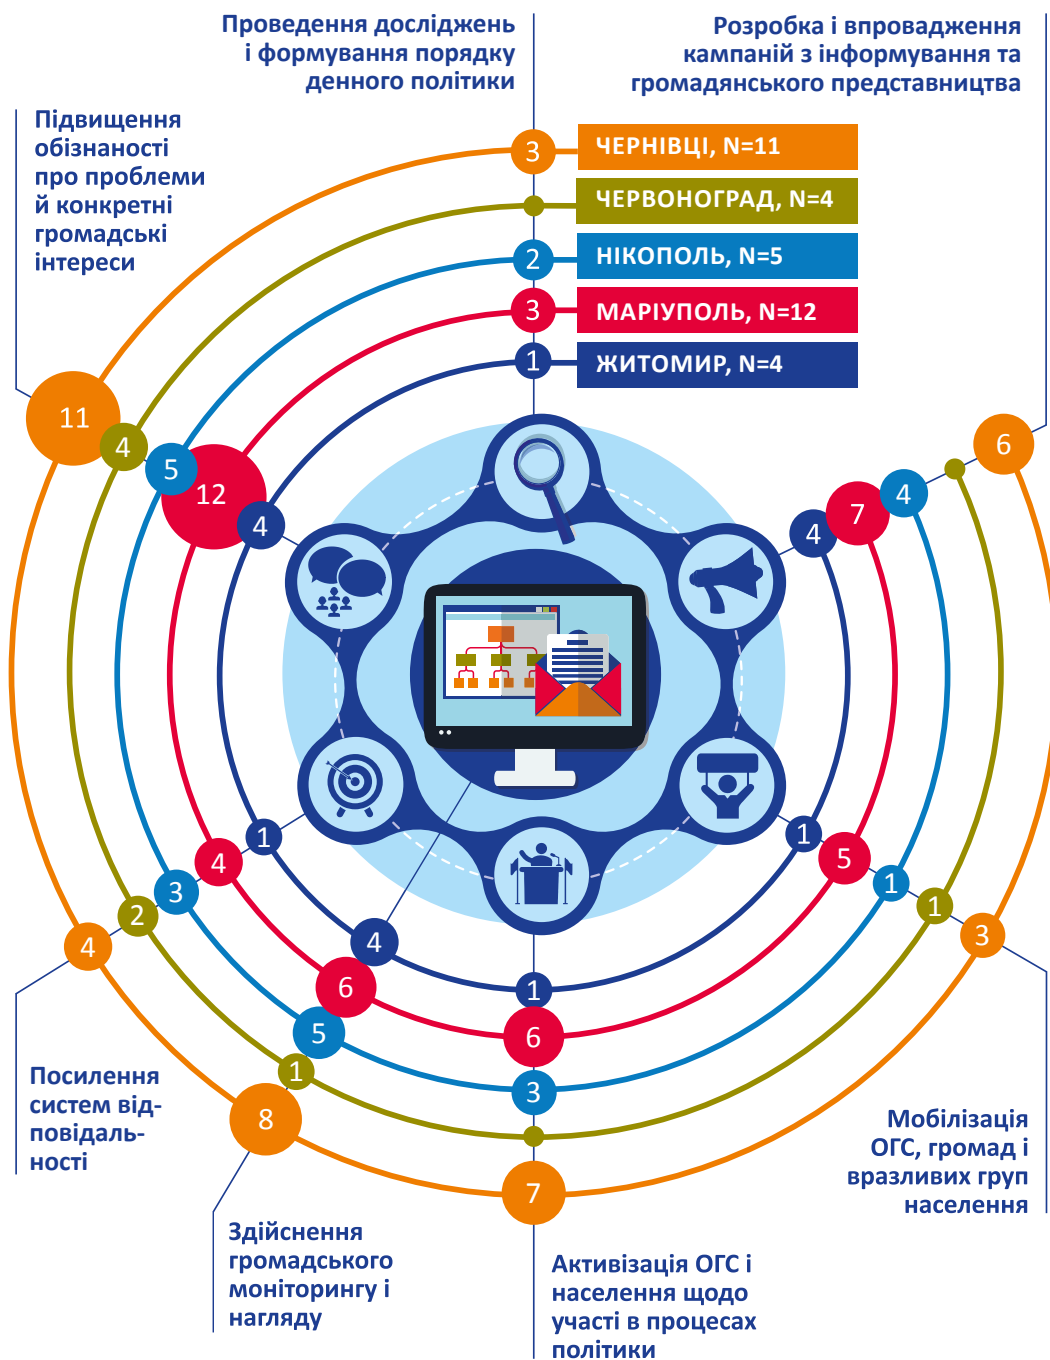 Проведення досліджень
і формування порядку
денного політики
Розробка і впровадження
кампаній з інформування та
громадянського представництва
Підвищення
обізнаності
про проблеми
й конкретні
громадські
інтереси
3
ЧЕРНІВЦІ, N=11
ЧЕРВОНОГРАД, N=4
2
НІКОПОЛЬ, N=5
3
МАРІУПОЛЬ, N=12
1
ЖИТОМИР, N=4
11
4
5
12
4
6
4
7
4
1
4
3
2
4
1
5
1
1
3
4
6
5
1
8
1
6
3
7
Посилення
систем від-
повідаль-
ності
Здійснення
громадського
моніторингу і
нагляду
Активізація ОГС і
населення щодо
участі в процесах
політики
Мобілізація
ОГС, громад і
вразливих груп
населення